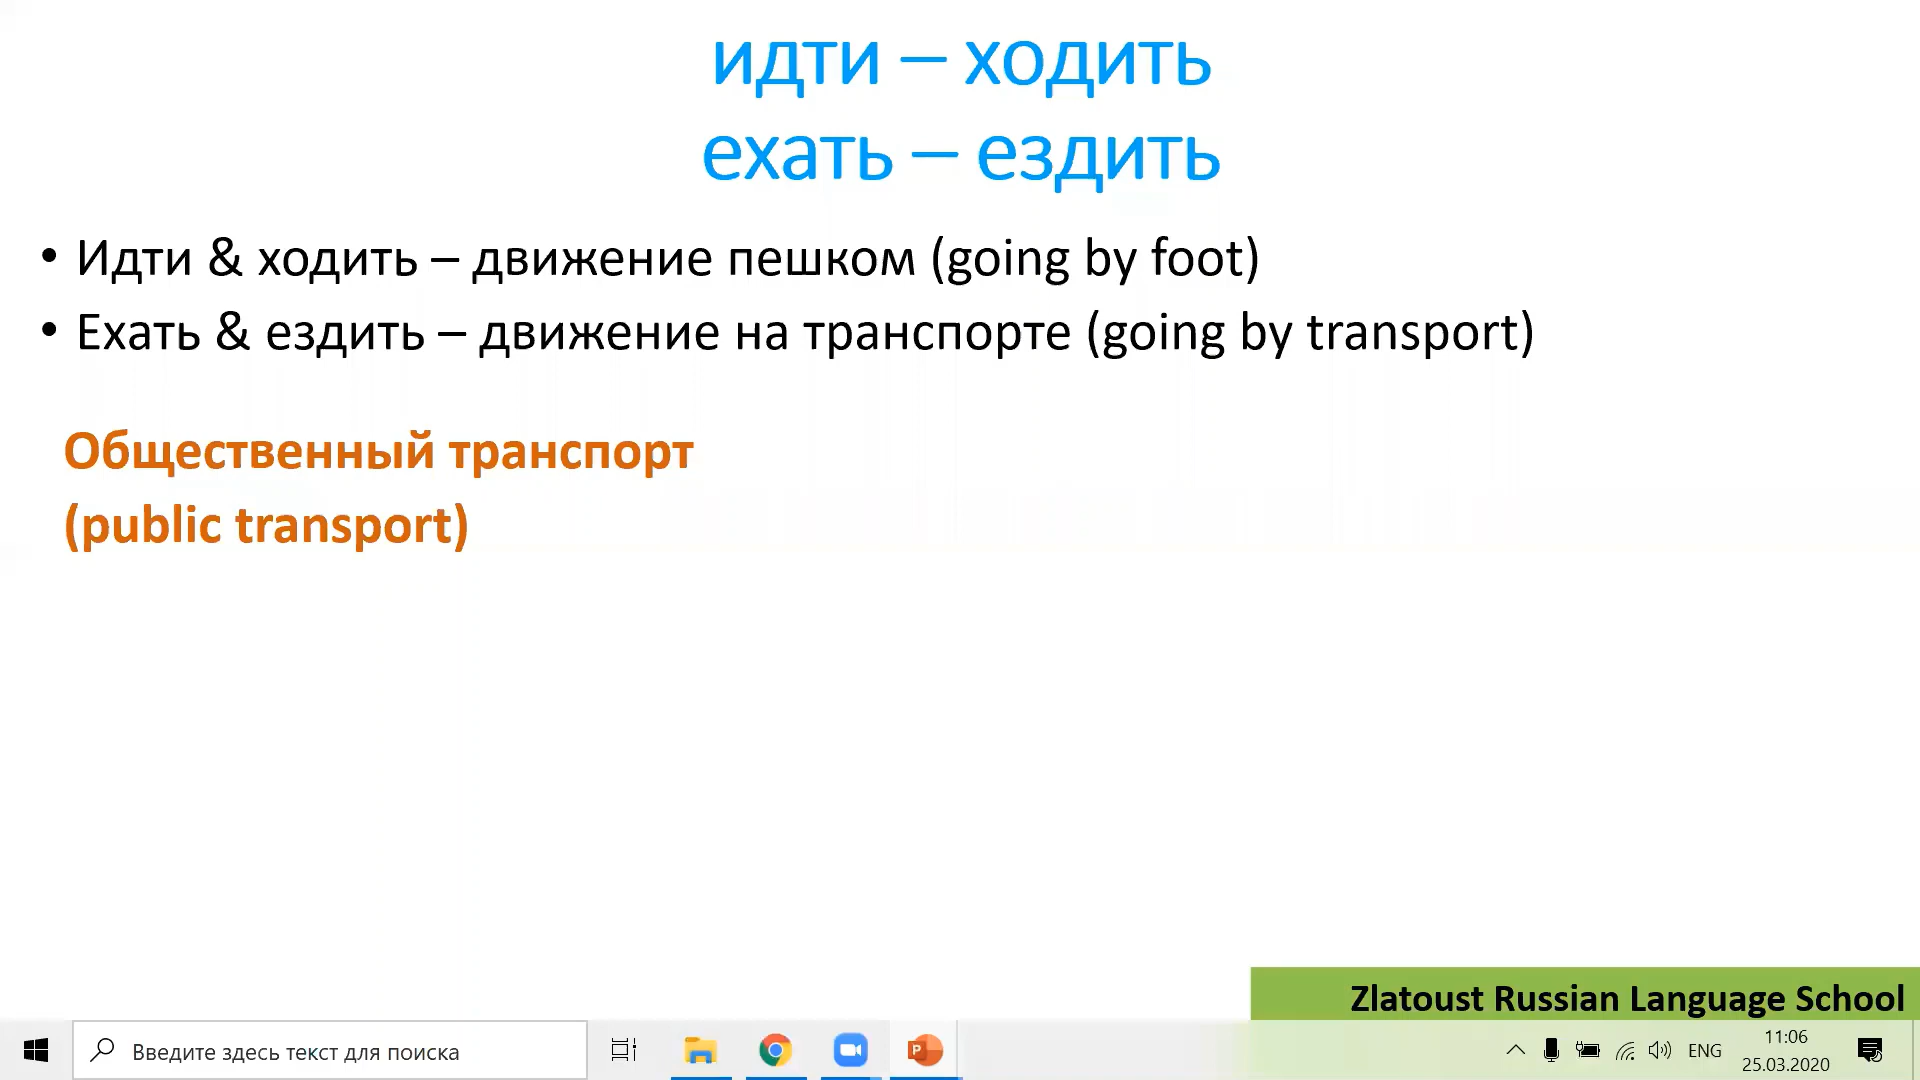 идти – ходить
ехать – ездить
• Идти & ходить – движение пешком (going by foot)
• Ехать & ездить – движение на транспорте (going by transport)
Общественный транспорт
(public transport)
Zlatoust Russian Language School
Введите здесь текст для поиска
ENG
11:06
25.03.2020